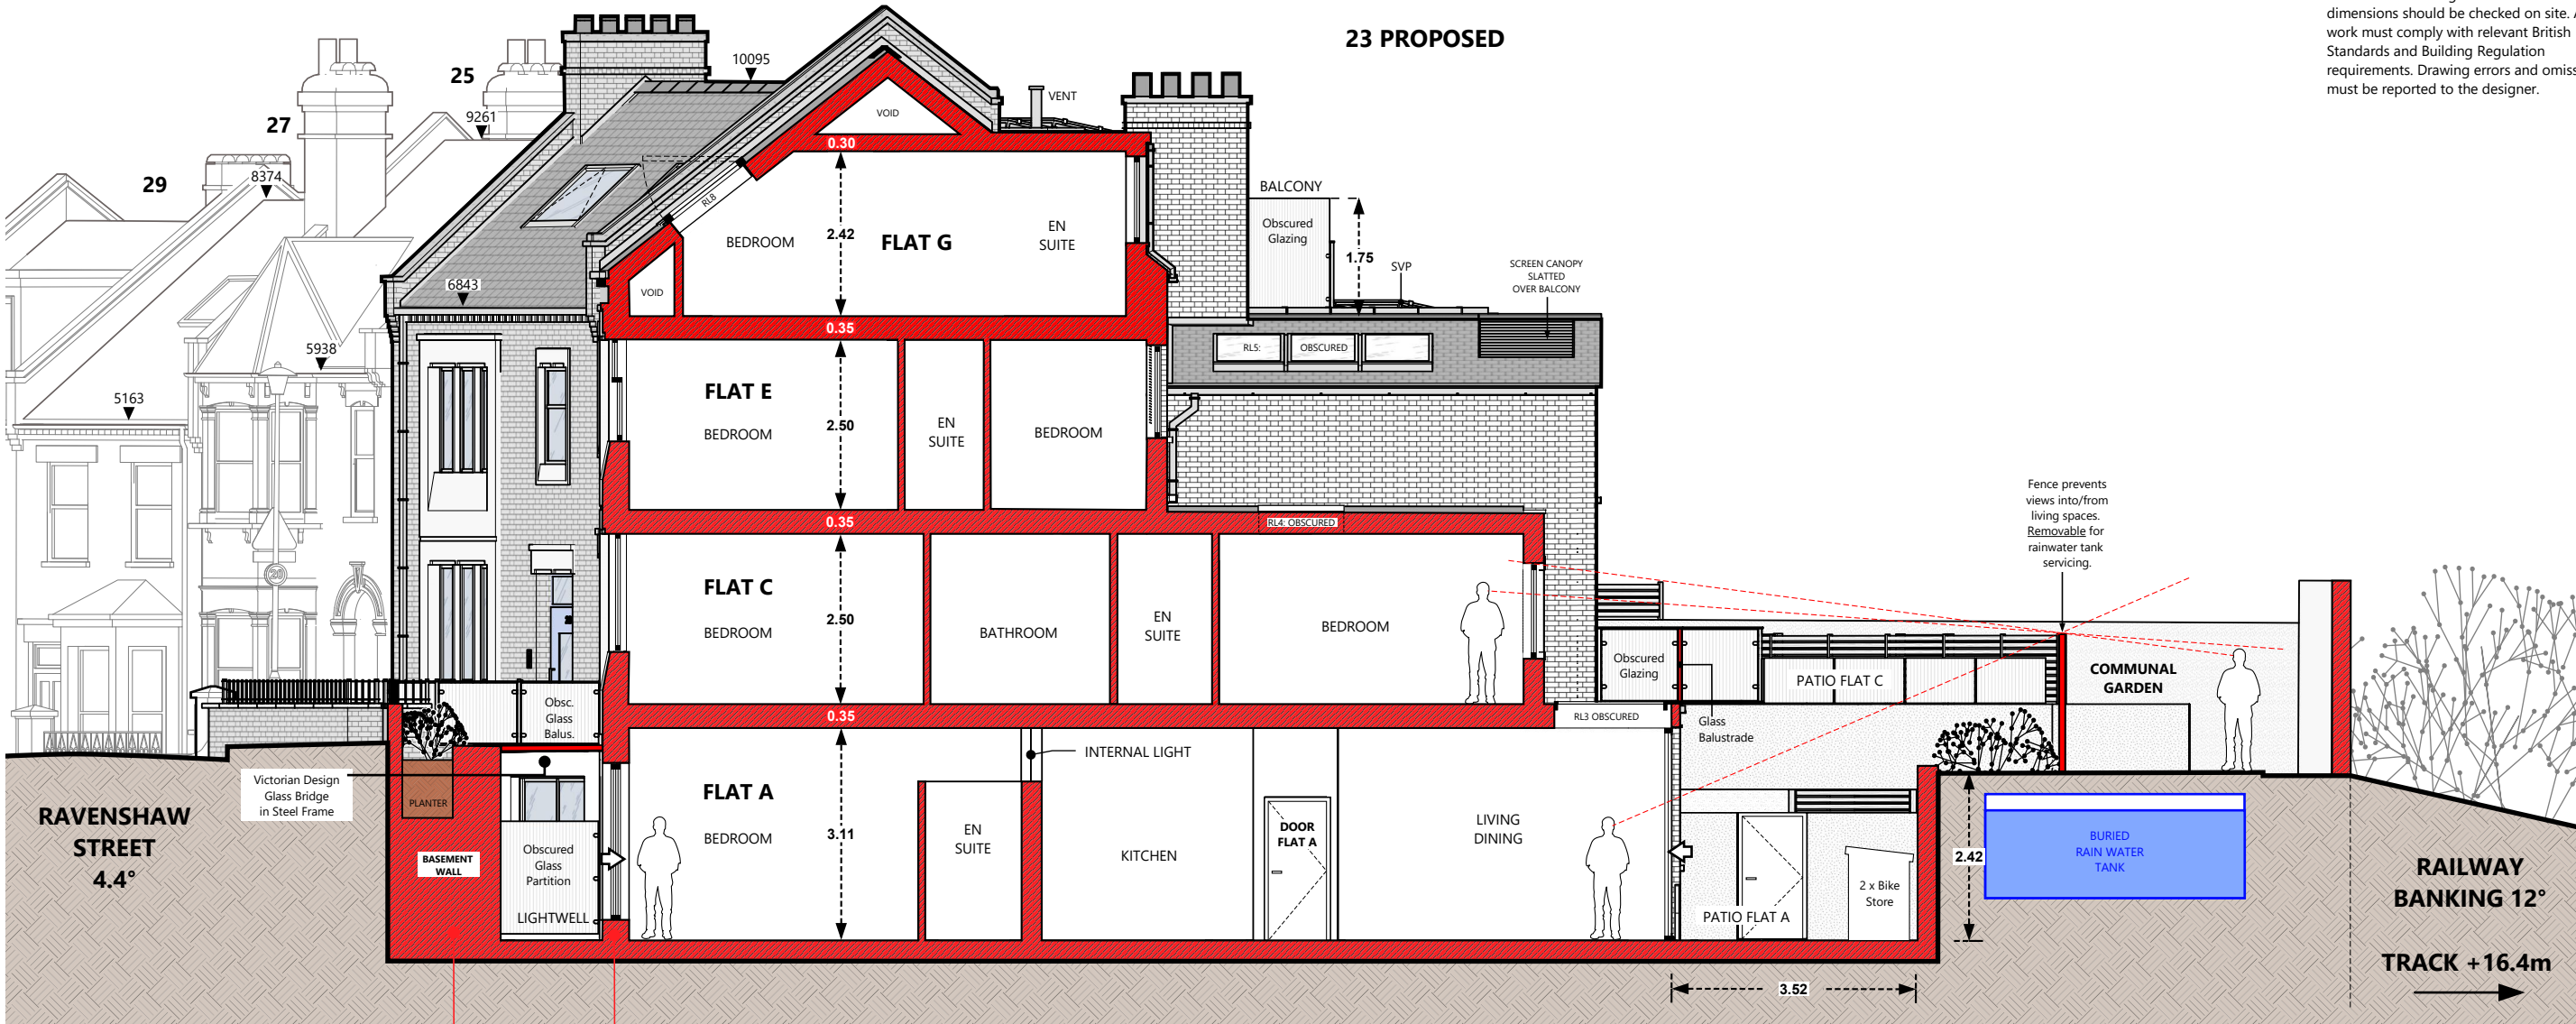 23 PROPOSED
dimensions should be checked on site.
work must comply with relevant British
Standards and Building Regulation
requirements. Drawing errors and
must be reported to the designer.
29
27
25
8374
9261
10095
6843
5938
5163
20
VENT
VOID
0.30
RL8
BEDROOM
2.42
FLAT G
EN
SUITE
VOID
0.35
BALCONY
Obscured
Glazing
1.75
SVP
SCREEN CANOPY
SLATTED
OVER BALCONY
RL5:
OBSCURED
FLAT E
BEDROOM
2.50
EN
SUITE
BEDROOM
0.35
RL4: OBSCURED
FLAT C
BEDROOM
2.50
BATHROOM
EN
SUITE
BEDROOM
0.35
RL3 OBSCURED
Obscured
Glazing
Glass
Balustrade
PATIO FLAT C
Fence prevents
views into/from
living spaces.
Removable for
rainwater tank
servicing.
COMMUNAL
GARDEN
Obsc.
Glass
Balus.
Victorian Design
Glass Bridge
in Steel Frame
PLANTER
BASEMENT
WALL
Obscured
Glass
Partition
LIGHTWELL
FLAT A
BEDROOM
3.11
EN
SUITE
INTERNAL LIGHT
KITCHEN
DOOR
FLAT A
LIVING
DINING
PATIO FLAT A
2 x Bike
Store
2.42
3.52
BURIED
RAIN WATER
TANK
RAVENSHAW
STREET
4.4°
RAILWAY
BANKING 12°
TRACK +16.4m